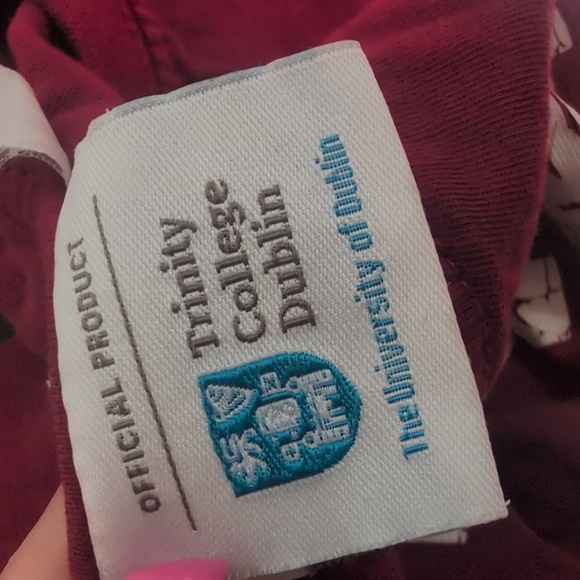 OFFICIAL PRODUCT
Trinity
College
Dublin
The University of Dublin